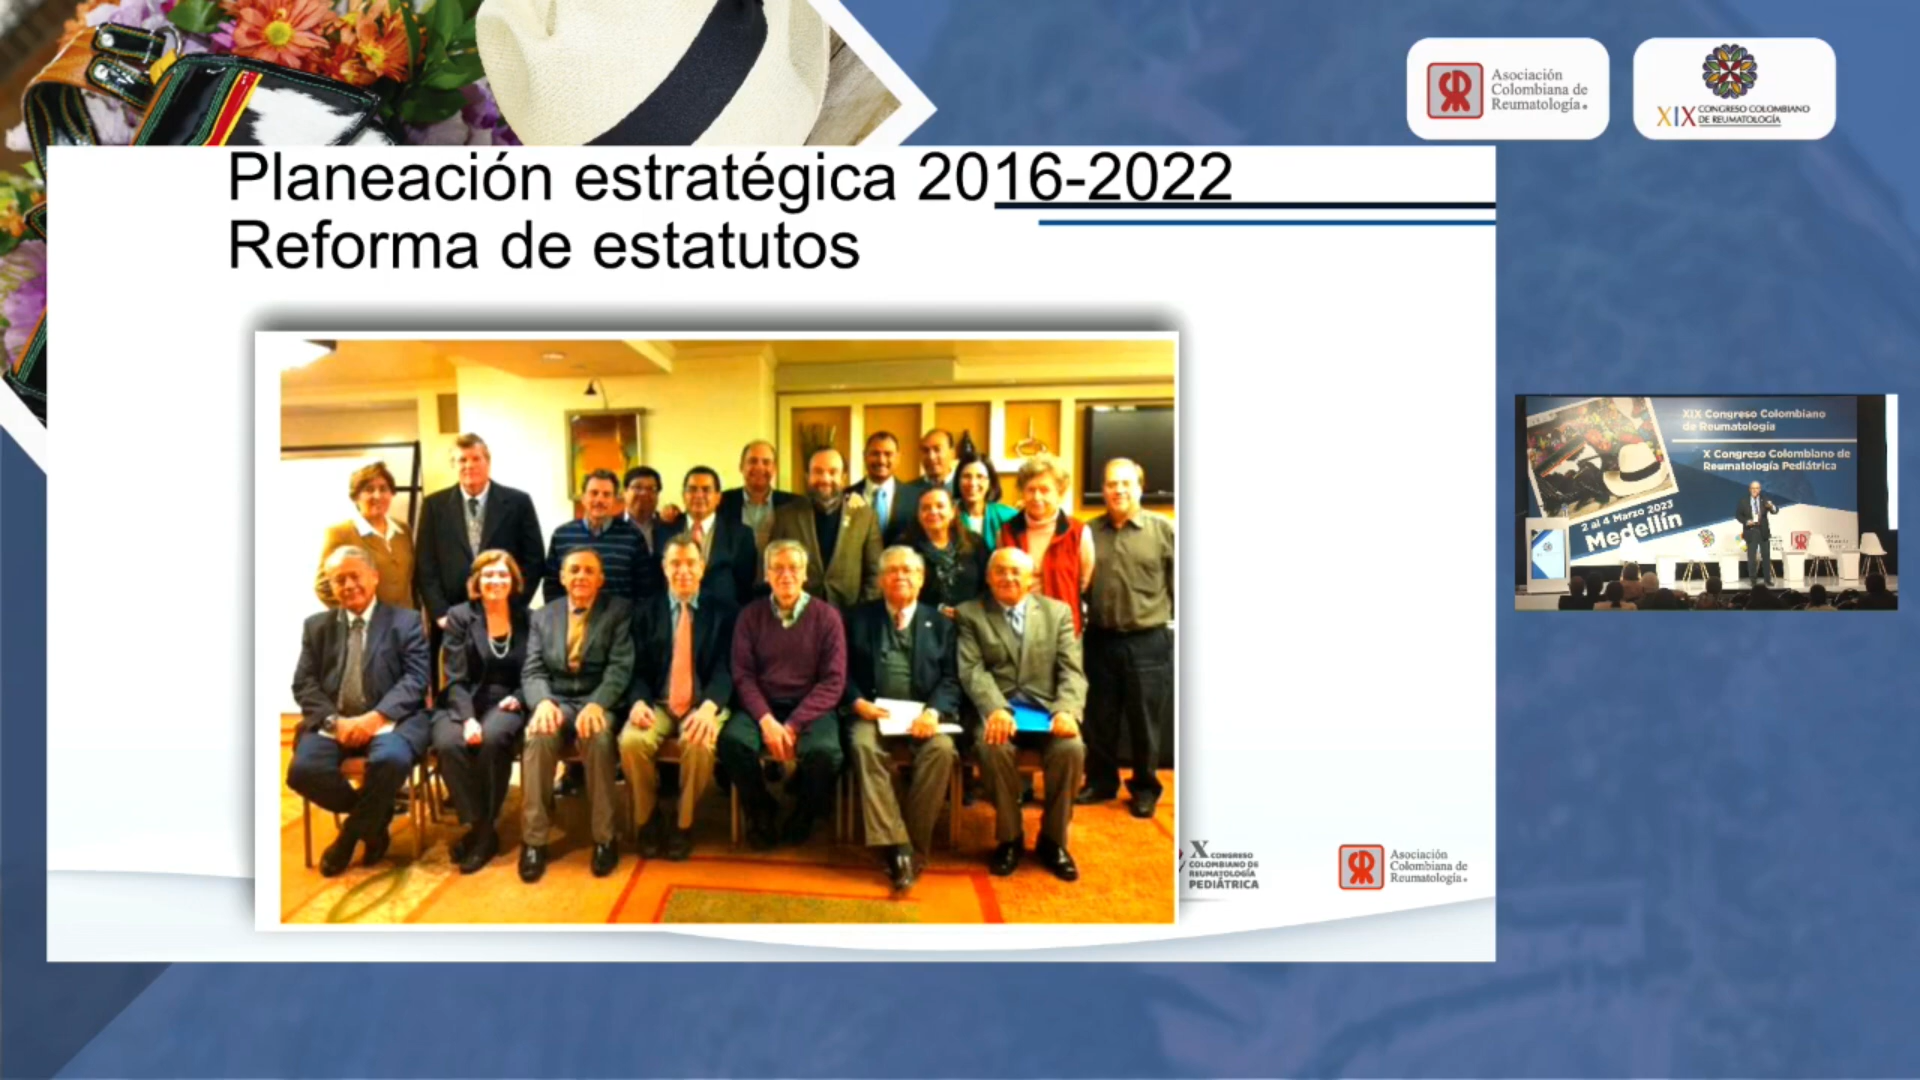 Asociación
Colombiana de
Reumatología.
XIX CONGRESO COLOMBIANO
DE REUMATOLOGÍA
Planeación estratégica 2016-2022
Reforma de estatutos
XIX Congreso Colombiano
de Reumatología
X Congreso Colombiano de
Reumatología Pediátrica
2 al 4 Marzo 2023
Medellín
X CONGRESO
COLOMBIANO DE
REUMATOLOGÍA
PEDIÁTRICA
Asociación
Colombiana de
Reumatología.